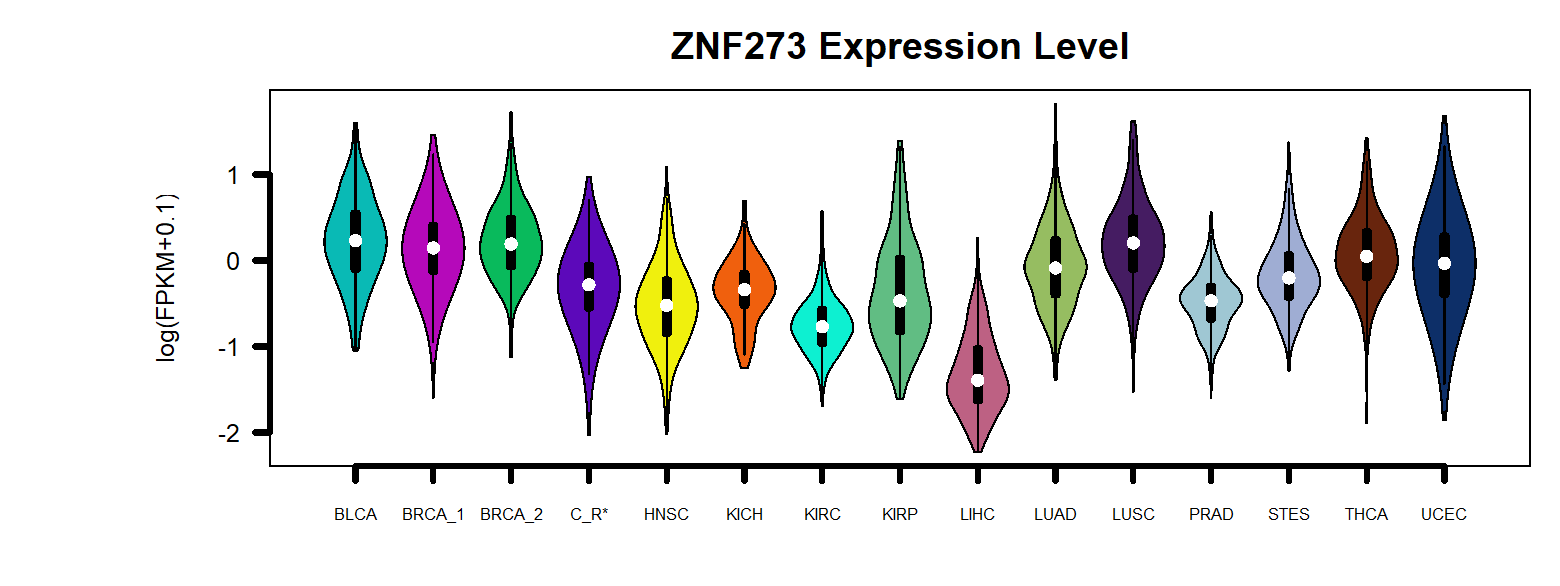 ZNF273 Expression Level
log(FPKM+0.1)
1
0
-1
-2
BLCA BRCA_1 BRCA_2 C_R* HNSC KICH KIRC KIRP LIHC LUAD LUSC PRAD STES THCA UCEC